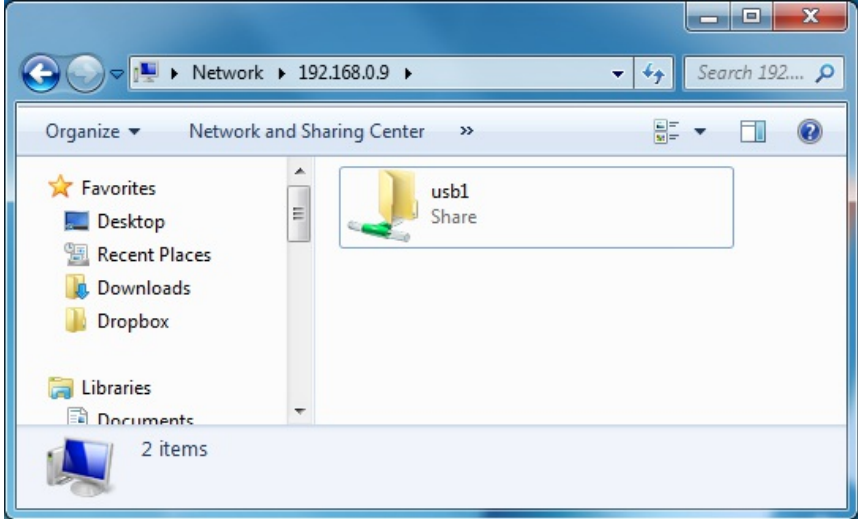 Network 192.168.0.9
Search 192....
Organize Network and Sharing Center »
Favorites
Desktop
Recent Places
Downloads
Dropbox
Libraries
Documents
usb1
Share
2 items